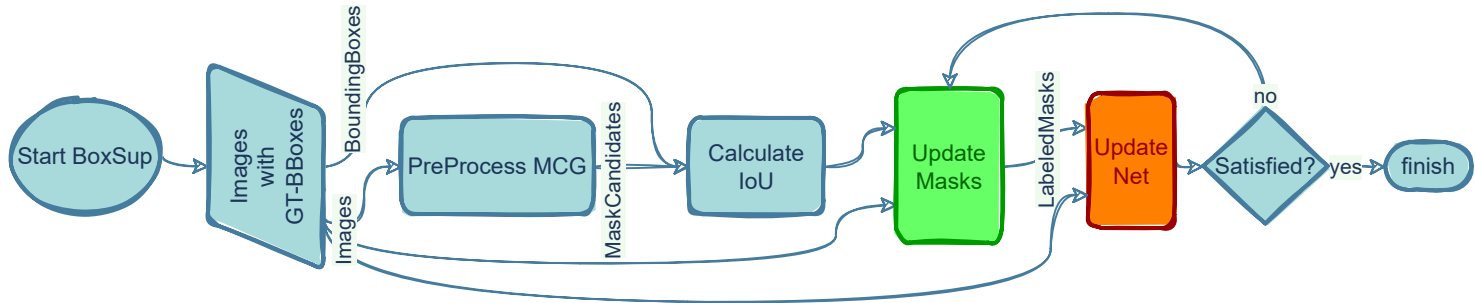 Start BoxSup
Images
with
GT-BBoxes
BoundingBoxes
Images
PreProcess MCG
MaskCandidates
Calculate
IoU
Update
Masks
LabeledMasks
Update
Net
Satisfied?
no
yes
finish